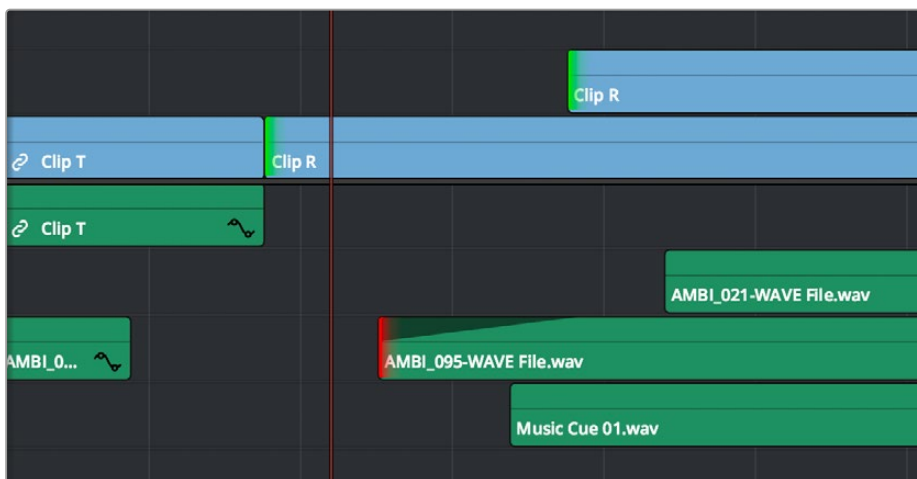 Clip R
Clip T
Clip R
Clip T
AMBI_021-WAVE File.wav
AMBI_0...
AMBI_095-WAVE File.wav
Music Cue 01.wav